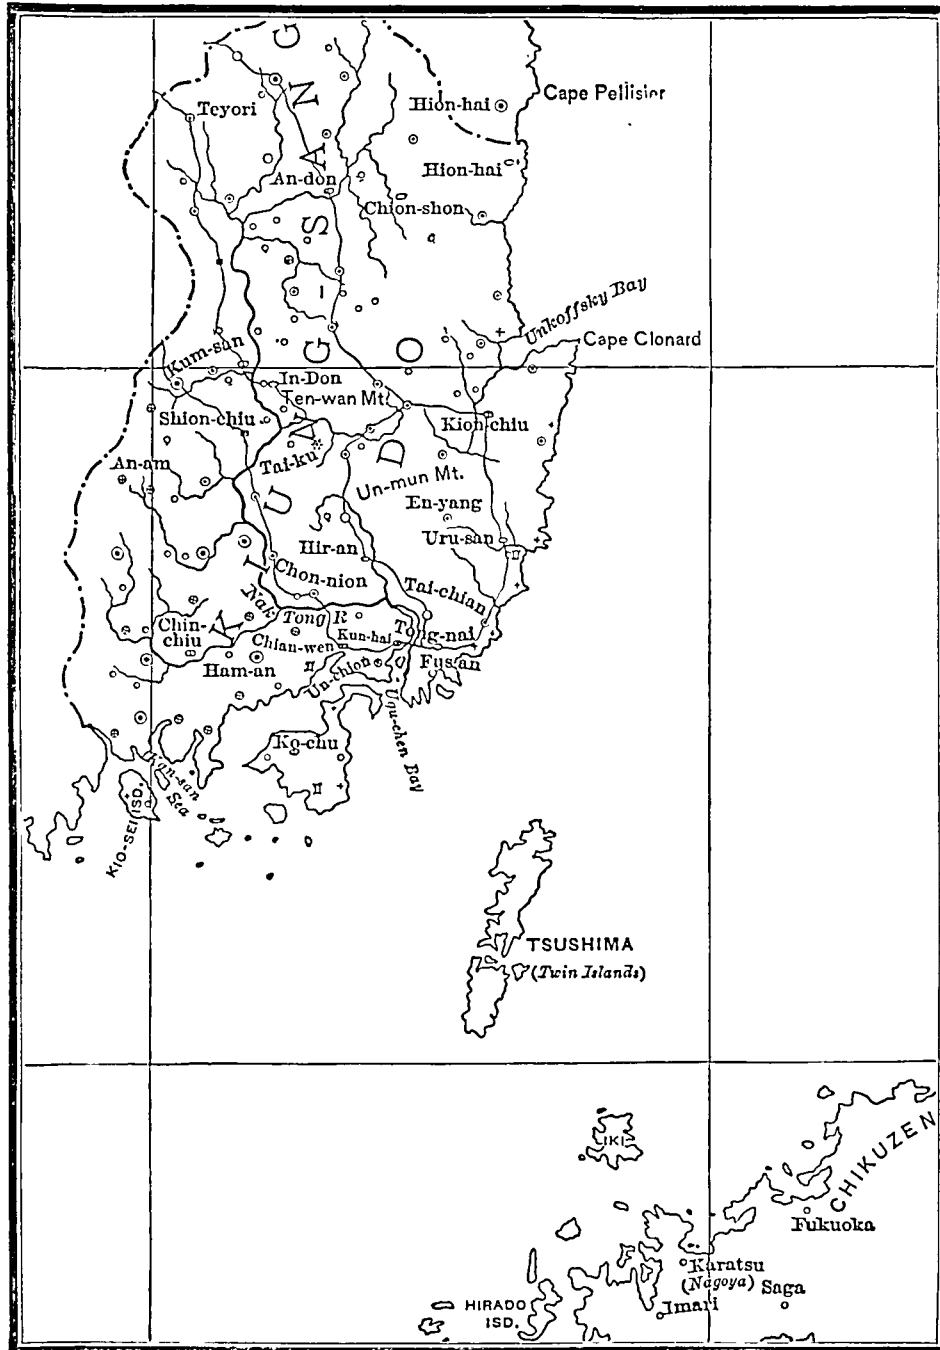 G
N
Teyori
Hion-hai
Cape Pellisier
A
Hion-hai
An-don
Chion-shon
S
I
Unkoffsky Bay
G
O
Cape Clonard
Kum-san
In-Don
Ten-wan Mt.
Shion-chiu
N
Kion-chiu
Tai-ku
D
An-am
Un-mun Mt.
U
En-yang
Uru-san
Hir-an
I
Chon-nion
Tai-chian
Nak
Tong R
Chin-
chiu
K
Chian-wen
Kun-hai
Tong-nai
Ham-an
Un-chion
Fusan
Ko-chu
Kan-san
Sea
KIO-SEI ISD.
TSUSHIMA
(Twin Islands)
IKI
CHIKUZEN
Fukuoka
Karatsu
(Nagoya)
Saga
HIRADO
ISD.
Imari